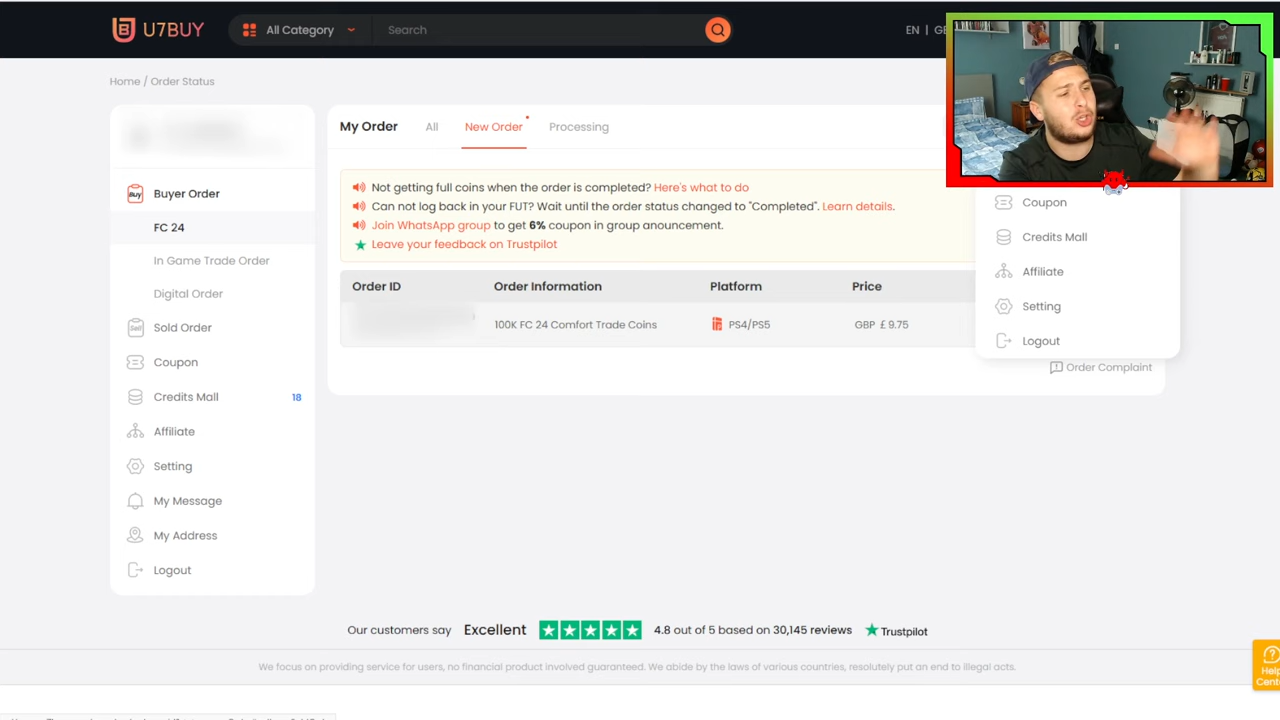 U7BUY
All Category
Search
EN |
Home / Order Status
My Order
All
New Order
Processing
Buyer Order
FC 24
In Game Trade Order
Digital Order
Sold Order
Coupon
Credits Mall
18
Affiliate
Setting
My Message
My Address
Logout
Not getting full coins when the order is completed? Here's what to do
Can not log back in your FUT? Wait until the order status changed to "Completed". Learn details.
Join WhatsApp group to get 6% coupon in group anouncement.
Leave your feedback on Trustpilot
Order ID
Order Information
Platform
Price
100K FC 24 Comfort Trade Coins
PS4/PS5
GBP £ 9.75
Coupon
Credits Mall
Affiliate
Setting
Logout
Order Complaint
Our customers say Excellent 4.8 out of 5 based on 30,145 reviews Trustpilot
We focus on providing service for users, no financial product involved guaranteed. We abide by the laws of various countries, resolutely put an end to illegal acts.
Help
Cente